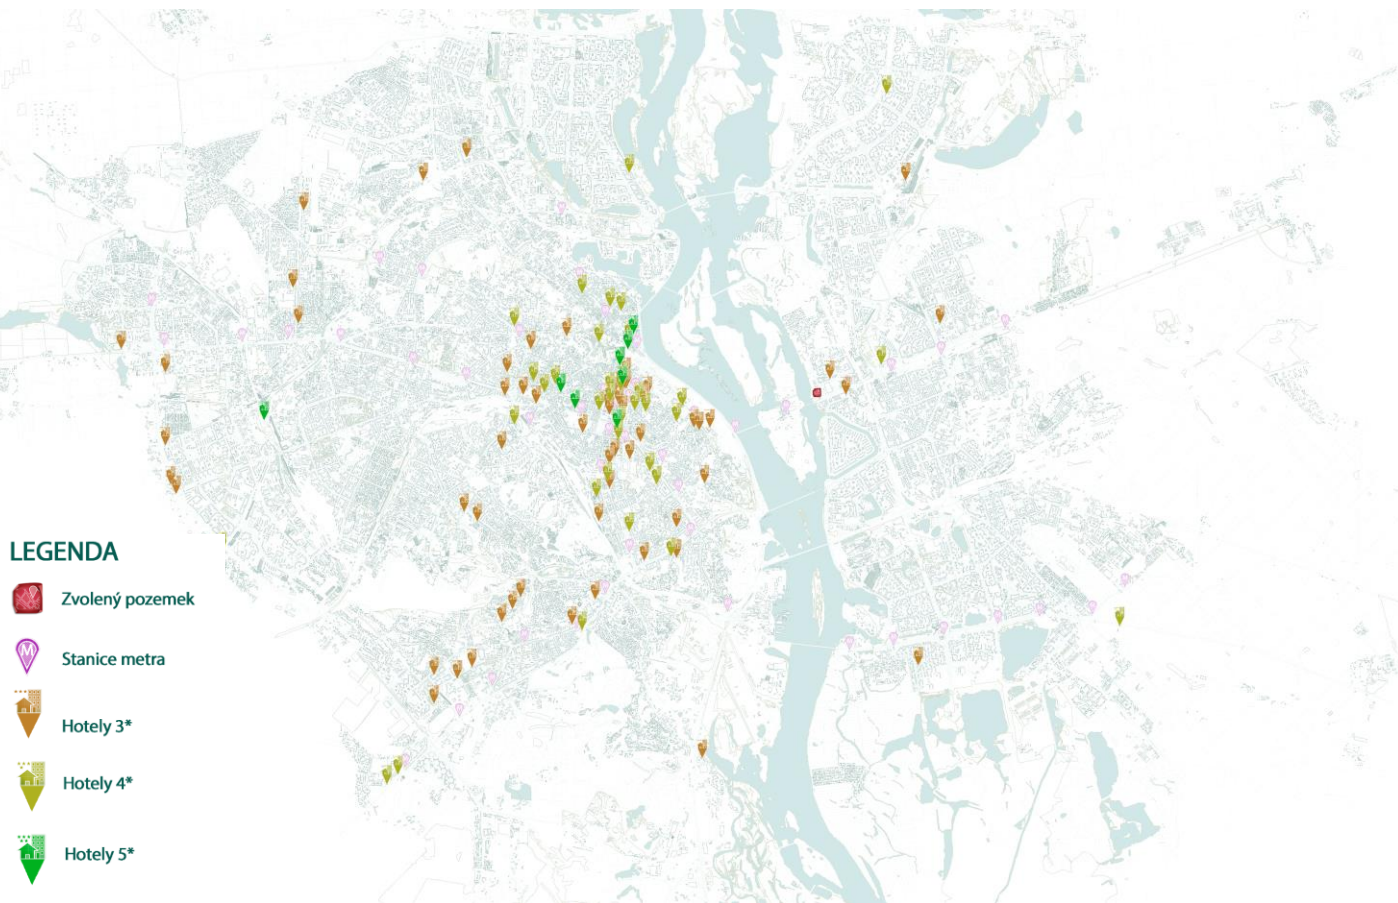 LEGENDA
Zvolený pozemek
M
Stanice metra
Hotely 3*
Hotely 4*
Hotely 5*